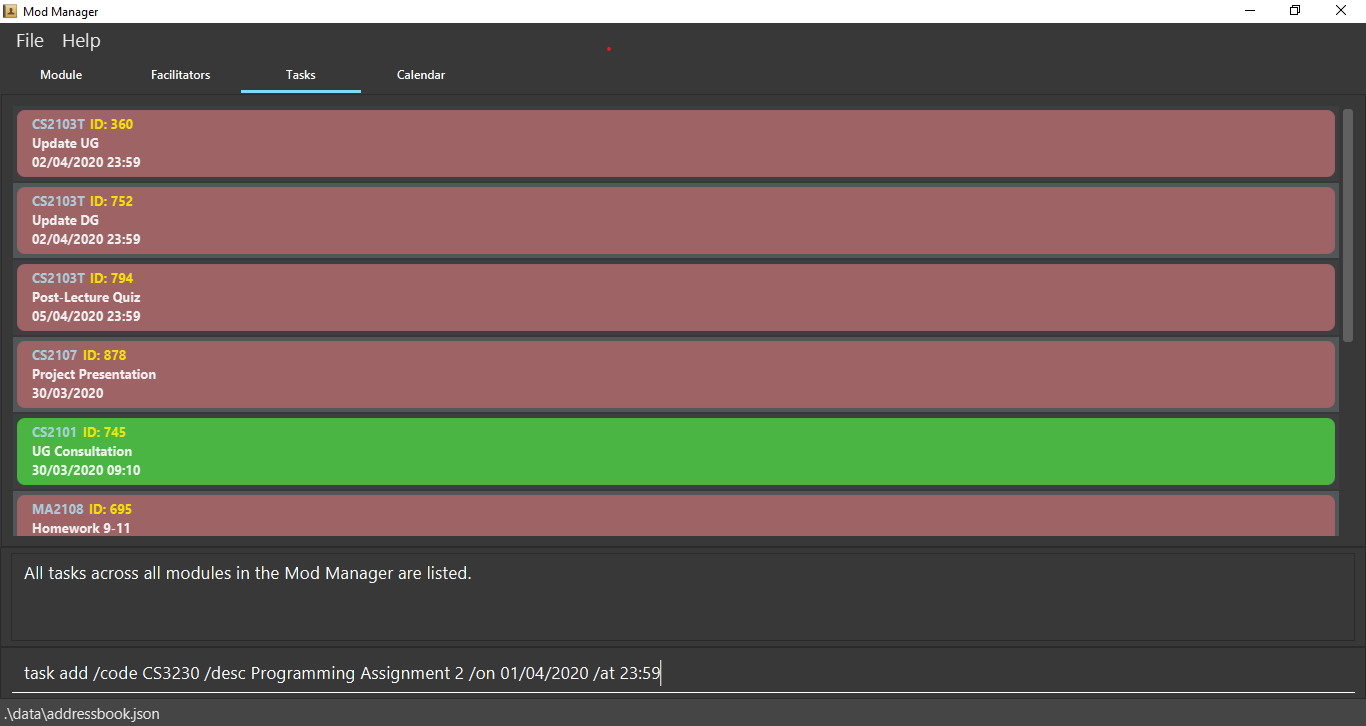 Mod Manager
File Help
Module Facilitators Tasks Calendar
CS2103T ID: 360
Update UG
02/04/2020 23:59
CS2103T ID: 752
Update DG
02/04/2020 23:59
CS2103T ID: 794
Post-Lecture Quiz
05/04/2020 23:59
CS2107 ID: 878
Project Presentation
30/03/2020
CS2101 ID: 745
UG Consultation
30/03/2020 09:10
MA2108 ID: 695
Homework 9-11
All tasks across all modules in the Mod Manager are listed.
task add /code CS3230 /desc Programming Assignment 2 /on 01/04/2020 /at 23:59
.\data\addressbook.json